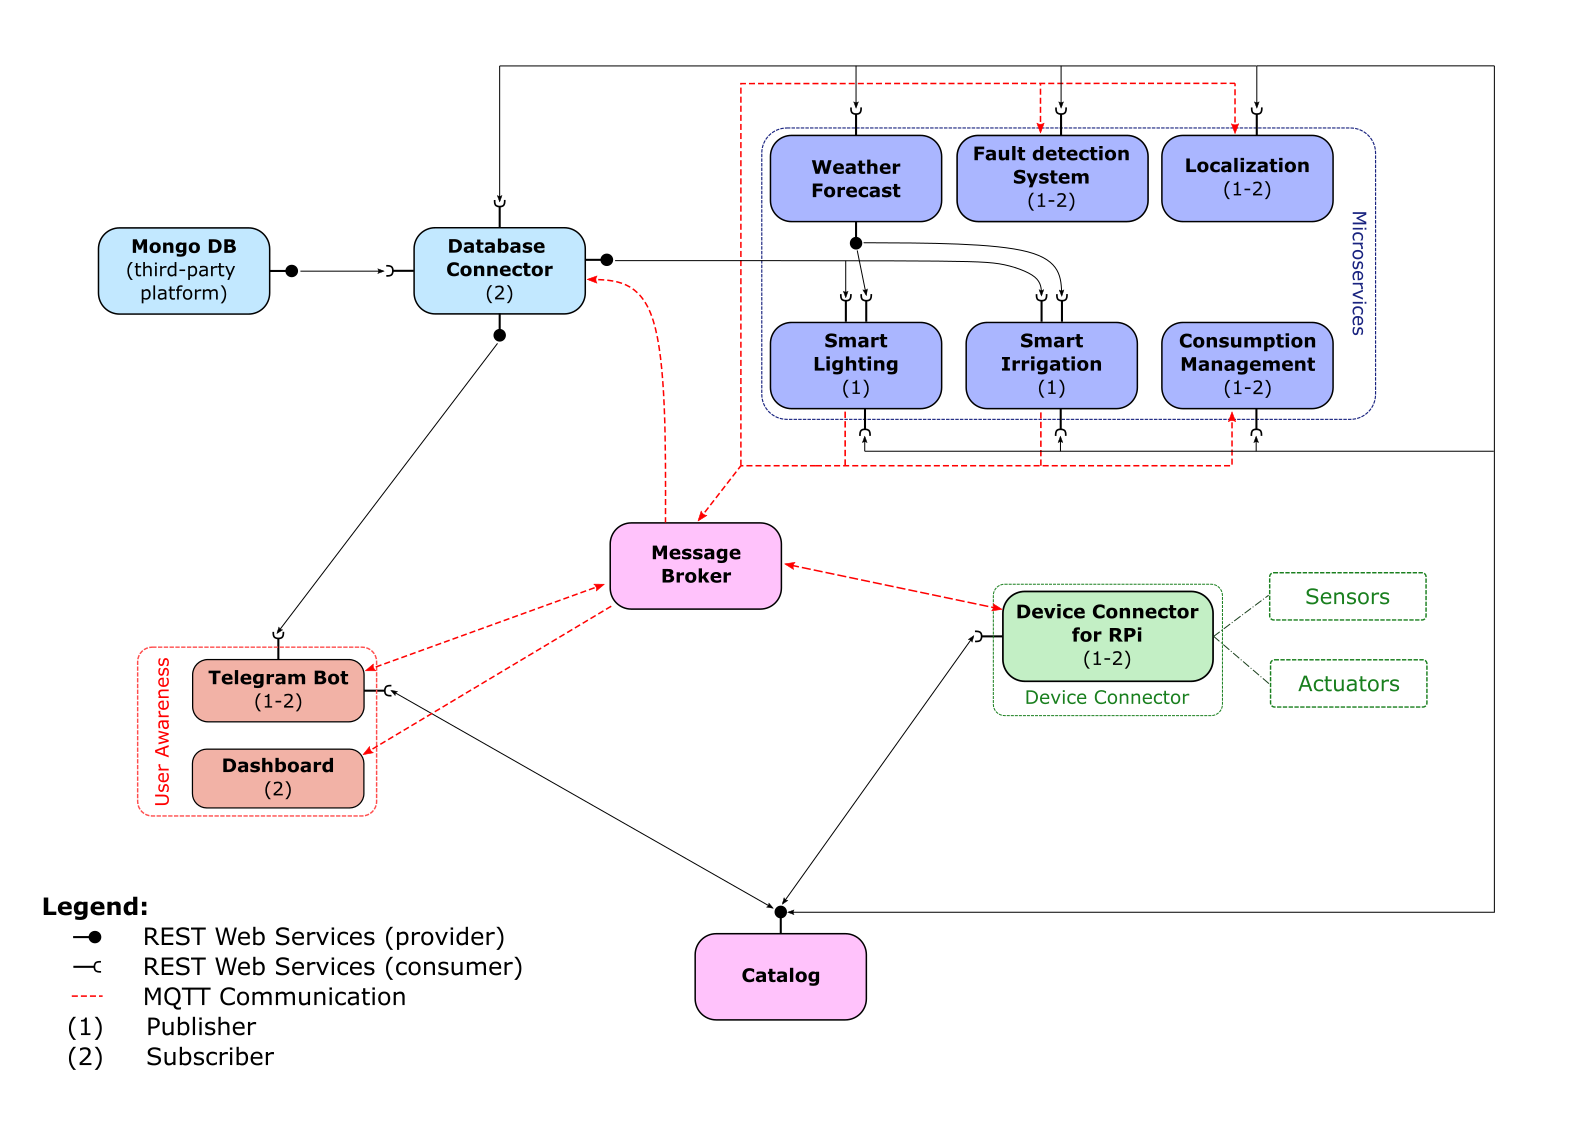 Weather
Forecast
Fault detection
System
(1-2)
Localization
(1-2)
Microservices
Mongo DB
(third-party
platform)
Database
Connector
(2)
Smart
Lighting
(1)
Smart
Irrigation
(1)
Consumption
Management
(1-2)
Message
Broker
Device Connector
for RPi
(1-2)
Device Connector
Sensors
Actuators
User Awareness
Telegram Bot
(1-2)
Dashboard
(2)
Catalog
Legend:
REST Web Services (provider)
REST Web Services (consumer)
MQTT Communication
(1) Publisher
(2) Subscriber